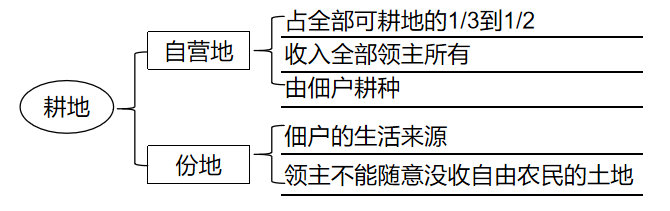 耕地
自营地
占全部可耕地的1/3到1/2
收入全部领主所有
由佃户耕种
份地
佃户的生活来源
领主不能随意没收自由农民的土地